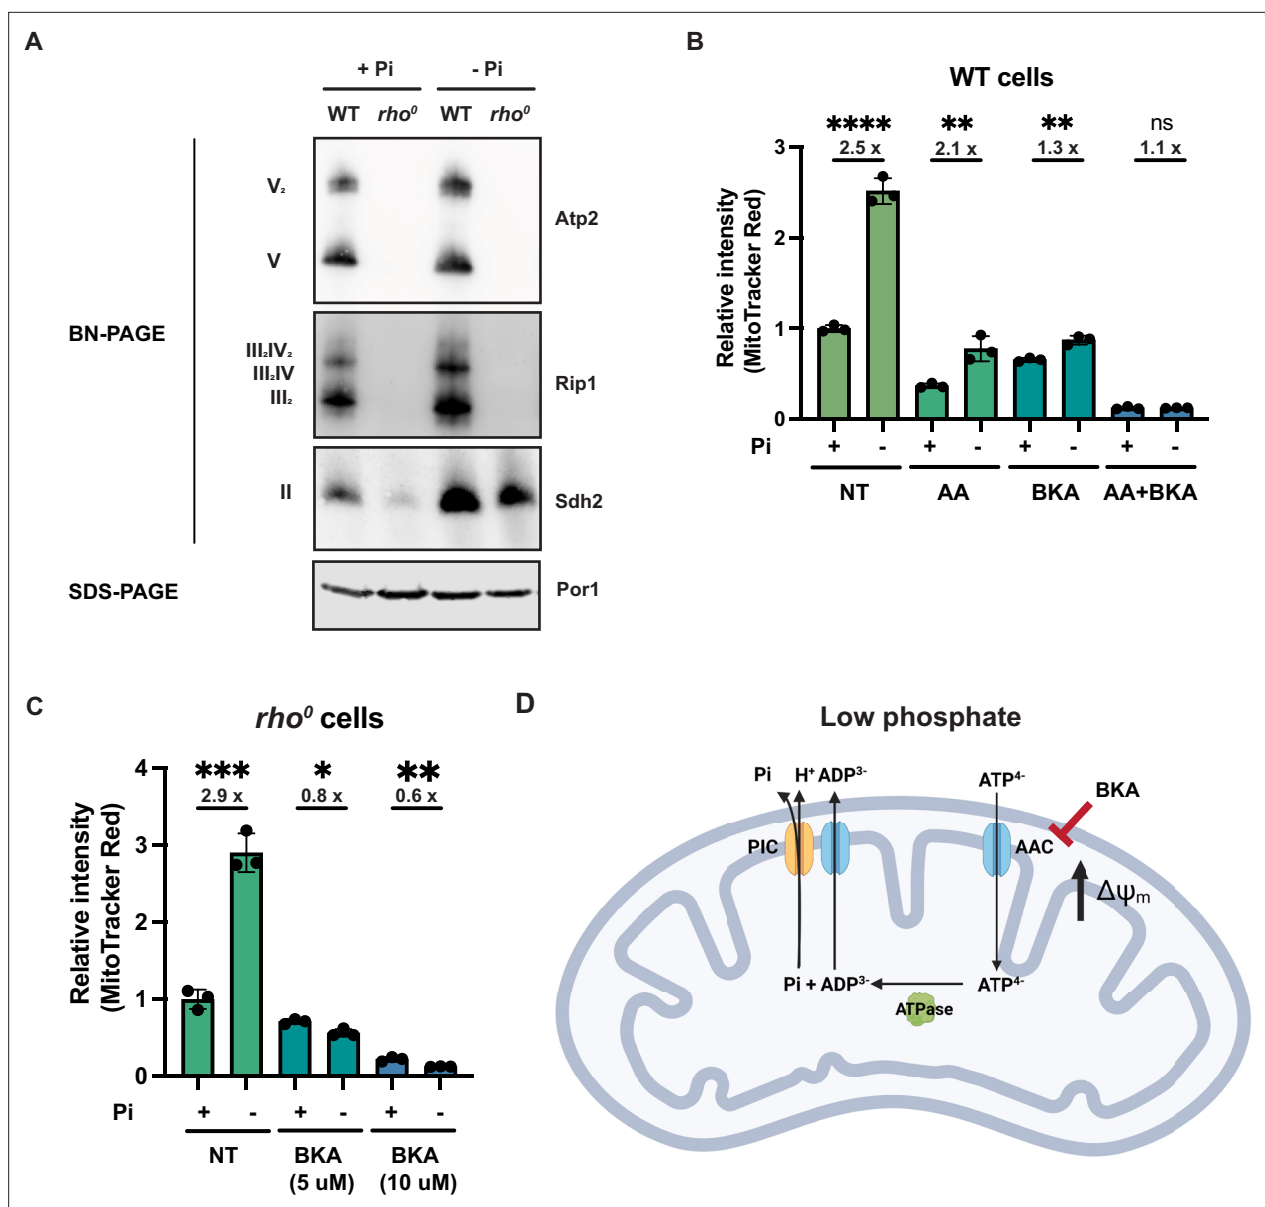 A
+ Pi
- Pi
WT
rho⁰
WT
rho⁰
BN-PAGE
V₂
V
Atp2
III₂IV₂
III₂IV
III₂
Rip1
II
Sdh2
SDS-PAGE
Por1
B
WT cells
**** ** ** ns
2.5 x 2.1 x 1.3 x 1.1 x
Relative intensity
(MitoTracker Red)
3
2
1
0
Pi + - + - + - + -
NT AA BKA AA+BKA
C
rho⁰ cells
*** * **
2.9 x 0.8 x 0.6 x
Relative intensity
(MitoTracker Red)
4
3
2
1
0
Pi + - + - + -
NT BKA BKA
(5 uM) (10 uM)
D
Low phosphate
Pi H⁺ ADP³⁻ ATP⁴⁻
BKA
PIC AAC
Δψₘ
Pi + ADP³⁻ ATP⁴⁻
ATPase